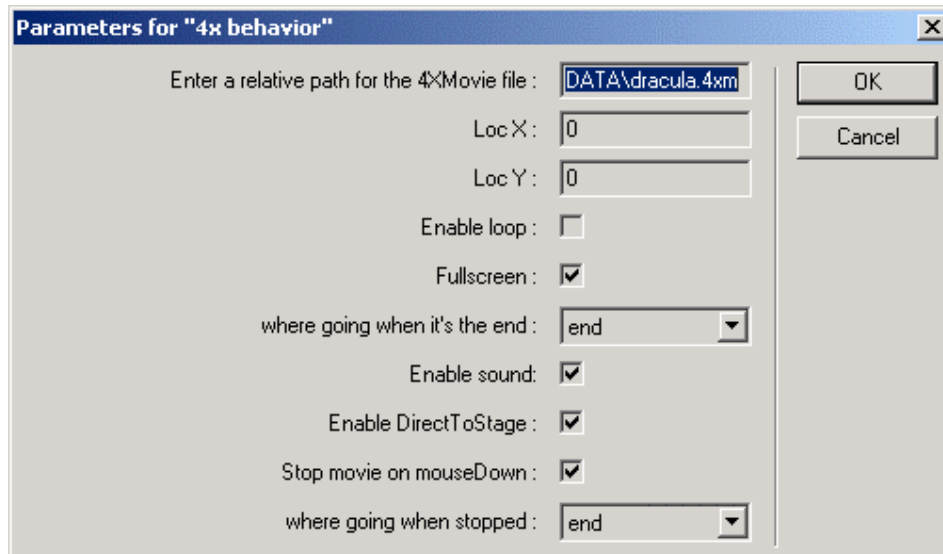 Parameters for "4x behavior"
Enter a relative path for the 4XMovie file : DATA\dracula.4xm OK
Loc X : 0 Cancel
Loc Y : 0
Enable loop :
Fullscreen :
where going when it's the end : end
Enable sound:
Enable DirectToStage :
Stop movie on mouseDown :
where going when stopped : end